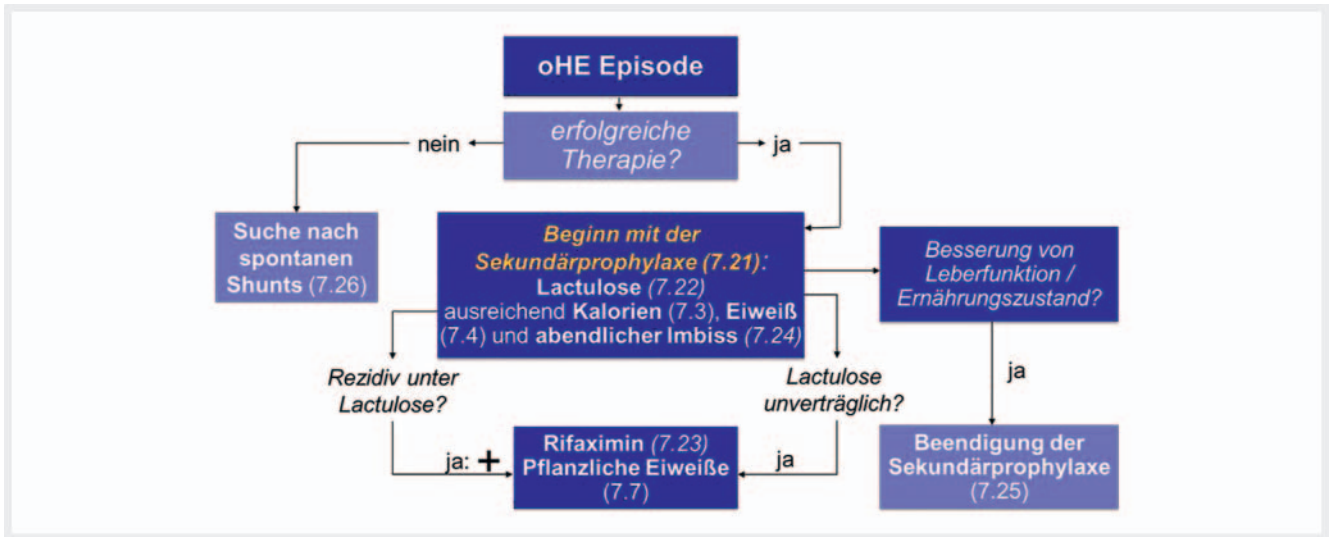 oHE Episode
erfolgreiche
Therapie?
nein
ja
Suche nach
spontanen
Shunts (7.26)
Beginn mit der
Sekundärprophylaxe (7.21):
Lactulose (7.22)
ausreichend Kalorien (7.3), Eiweiß
(7.4) und abendlicher Imbiss (7.24)
Besserung von
Leberfunktion /
Ernährungszustand?
Rezidiv unter
Lactulose?
Lactulose
unverträglich?
ja
ja: +
Rifaximin (7.23)
Pflanzliche Eiweiße
(7.7)
ja
Beendigung der
Sekundärprophylaxe
(7.25)